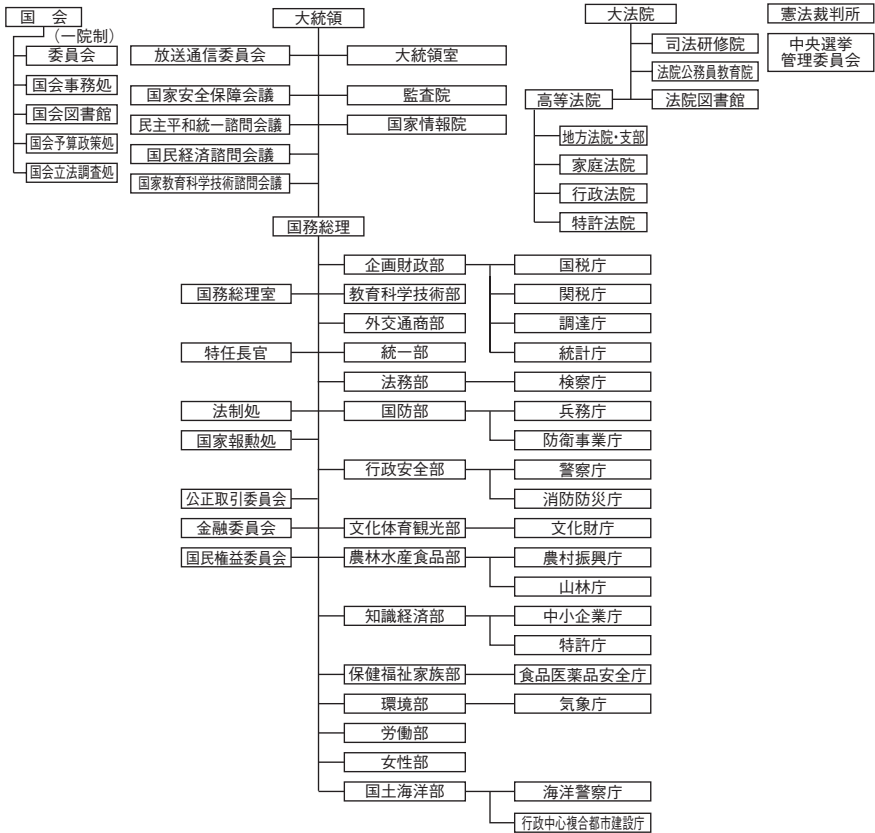 国　会
（一院制）
委員会
国会事務処
国会図書館
国会予算政策処
国会立法調査処
大統領
放送通信委員会
大統領室
国家安全保障会議
監査院
民主平和統一諮問会議
国家情報院
国民経済諮問会議
国家教育科学技術諮問会議
大法院
司法研修院
法院公務員教育院
高等法院
法院図書館
地方法院・支部
家庭法院
行政法院
特許法院
憲法裁判所
中央選挙
管理委員会
国務総理
企画財政部
国税庁
国務総理室
教育科学技術部
関税庁
外交通商部
調達庁
特任長官
統一部
統計庁
法務部
検察庁
法制処
国防部
兵務庁
国家報勲処
防衛事業庁
行政安全部
警察庁
公正取引委員会
消防防災庁
金融委員会
文化体育観光部
文化財庁
国民権益委員会
農林水産食品部
農村振興庁
山林庁
知識経済部
中小企業庁
特許庁
保健福祉家族部
食品医薬品安全庁
環境部
気象庁
労働部
女性部
国土海洋部
海洋警察庁
行政中心複合都市建設庁